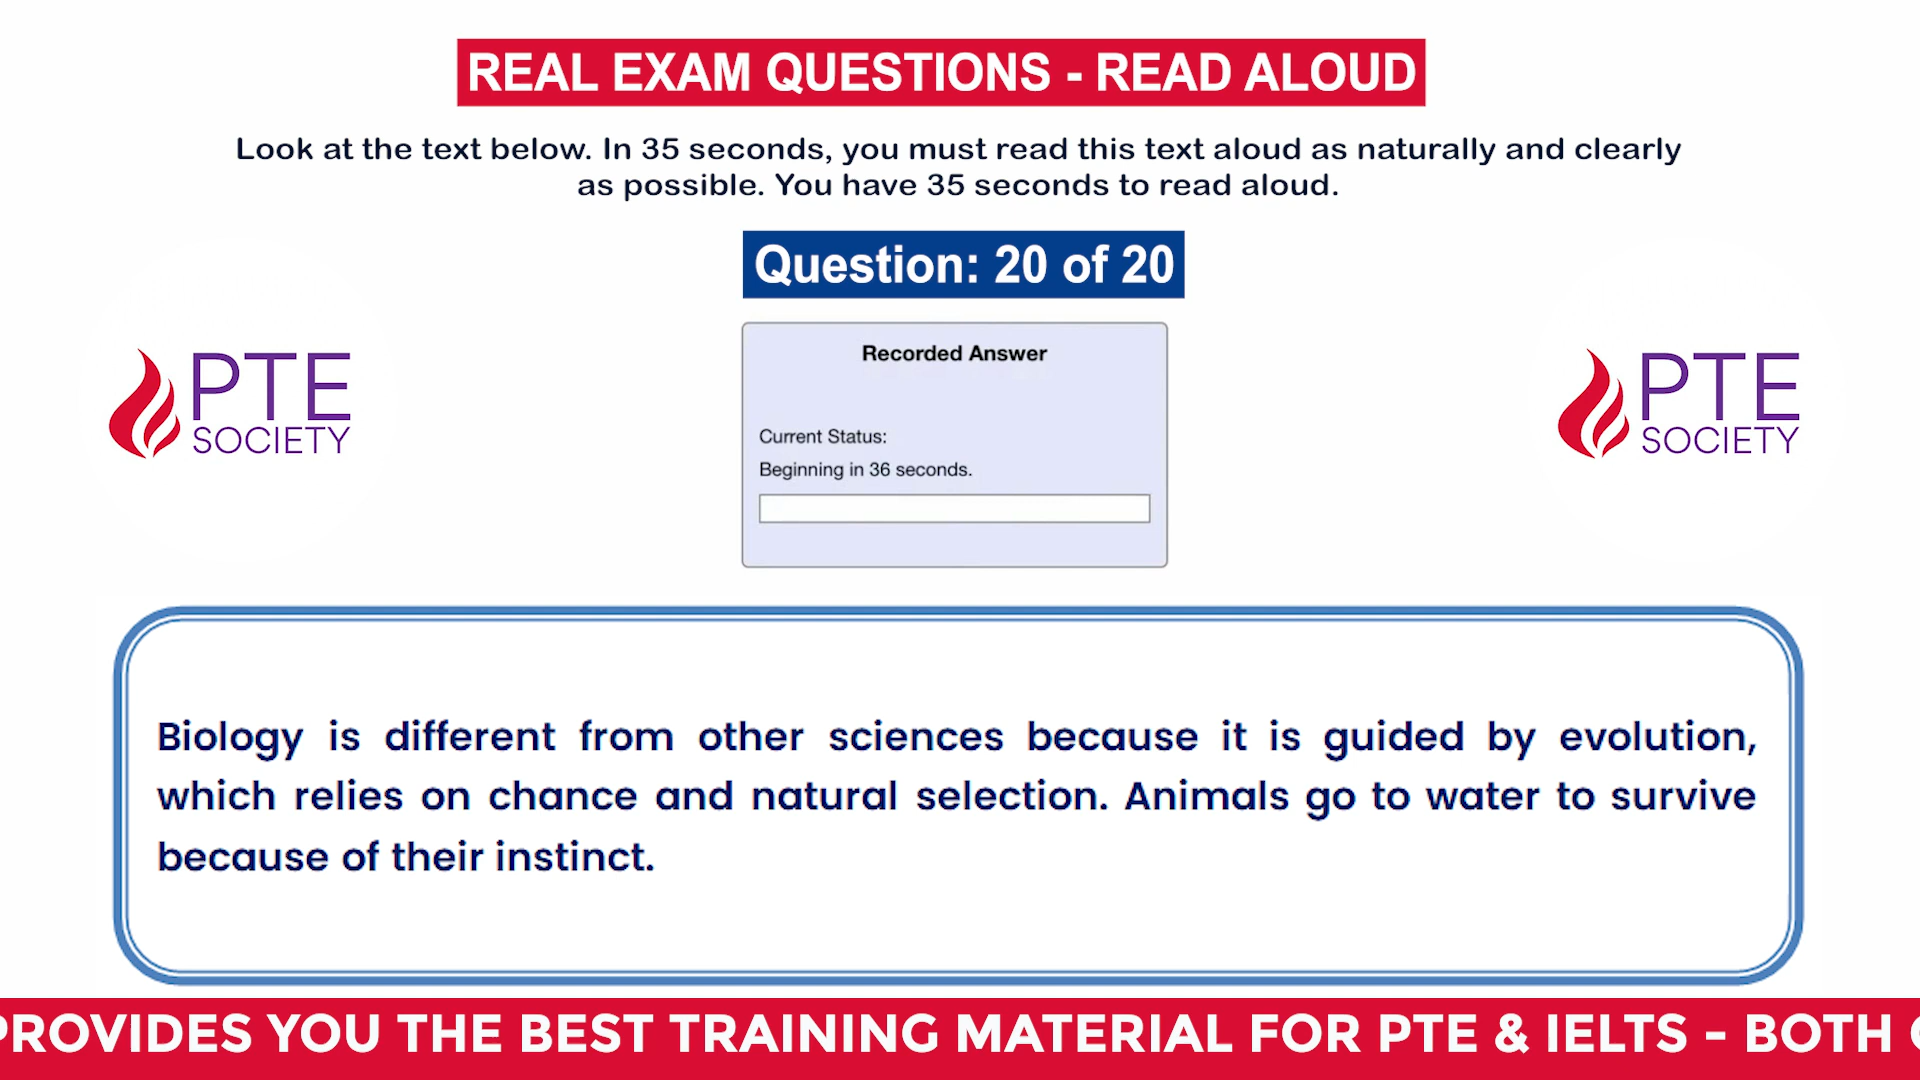 REAL EXAM QUESTIONS - READ ALOUD
Look at the text below. In 35 seconds, you must read this text aloud as naturally and clearly
as possible. You have 35 seconds to read aloud.
Question: 20 of 20
PTE
SOCIETY
Recorded Answer
Current Status:
Beginning in 36 seconds.
PTE
SOCIETY
Biology is different from other sciences because it is guided by evolution,
which relies on chance and natural selection. Animals go to water to survive
because of their instinct.
PROVIDES YOU THE BEST TRAINING MATERIAL FOR PTE & IELTS - BOTH